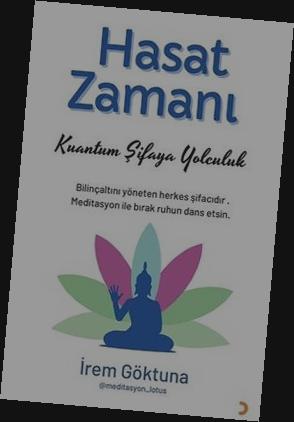 Hasat
Zamanı
Kuantum Şifaya Yolculuk
Bilinçaltını yöneten herkes şifacıdır .
Meditasyon ile bırak ruhun dans etsin.
İrem Göktuna
@meditasyon_lotus